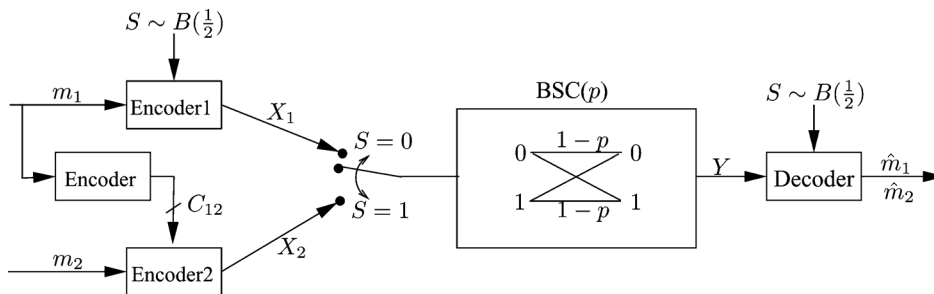 S ∼ B(1/2)
m₁
Encoder1
X₁
S = 0
BSC(p)
1 − p
0
0
1
1
1 − p
S ∼ B(1/2)
Encoder
C₁₂
S = 1
Y
Decoder
m̂₁
m̂₂
X₂
m₂
Encoder2